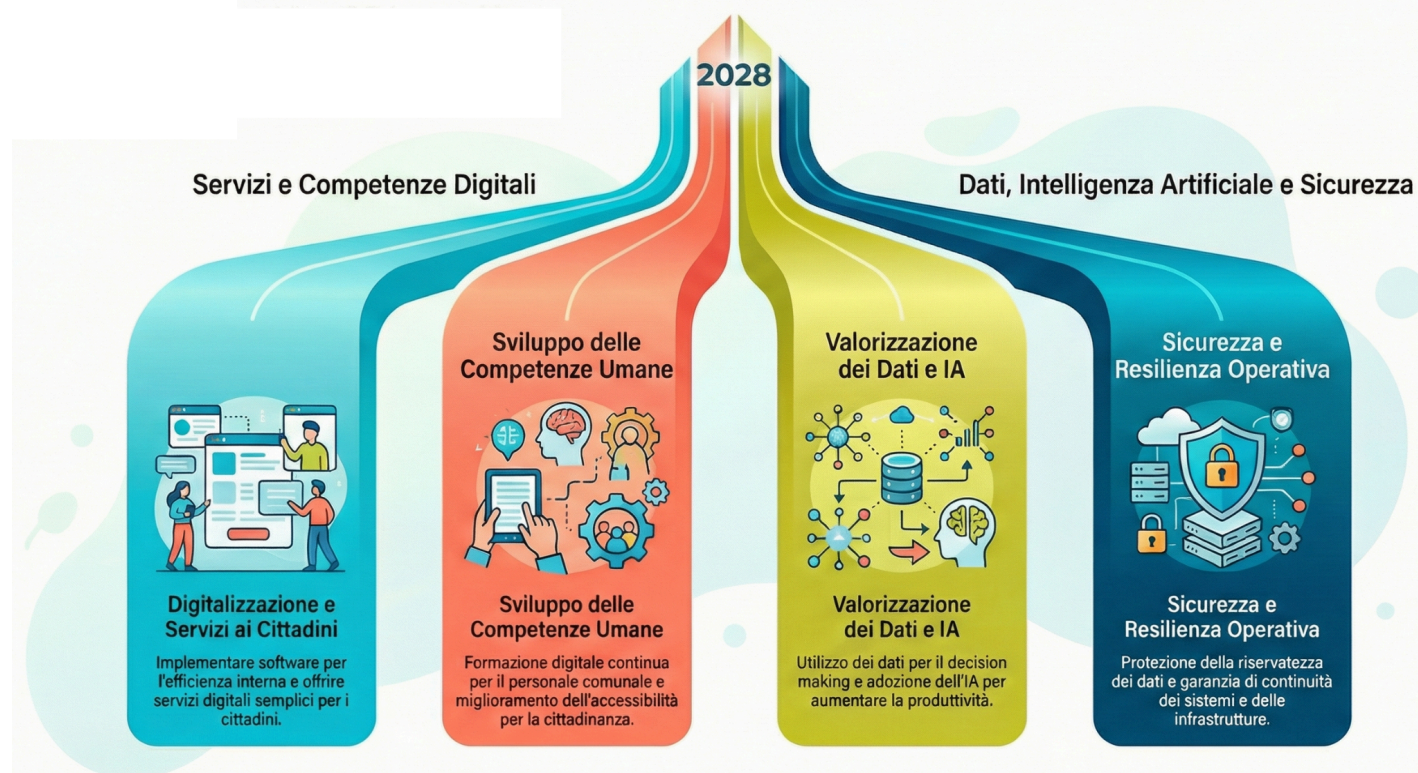 2028
Servizi e Competenze Digitali
Dati, Intelligenza Artificiale e Sicurezza
Digitalizzazione e
Servizi ai Cittadini
Implementare software per
l'efficienza interna e offrire
servizi digitali semplici per i
cittadini.
Sviluppo delle
Competenze Umane
Sviluppo delle
Competenze Umane
Formazione digitale continua
per il personale comunale e
miglioramento dell'accessibilità
per la cittadinanza.
Valorizzazione
dei Dati e IA
Valorizzazione
dei Dati e IA
Utilizzo dei dati per il decision
making e adozione dell'IA per
aumentare la produttività.
Sicurezza e
Resilienza Operativa
Sicurezza e
Resilienza Operativa
Protezione della riservatezza
dei dati e garanzia di continuità
dei sistemi e delle
infrastrutture.